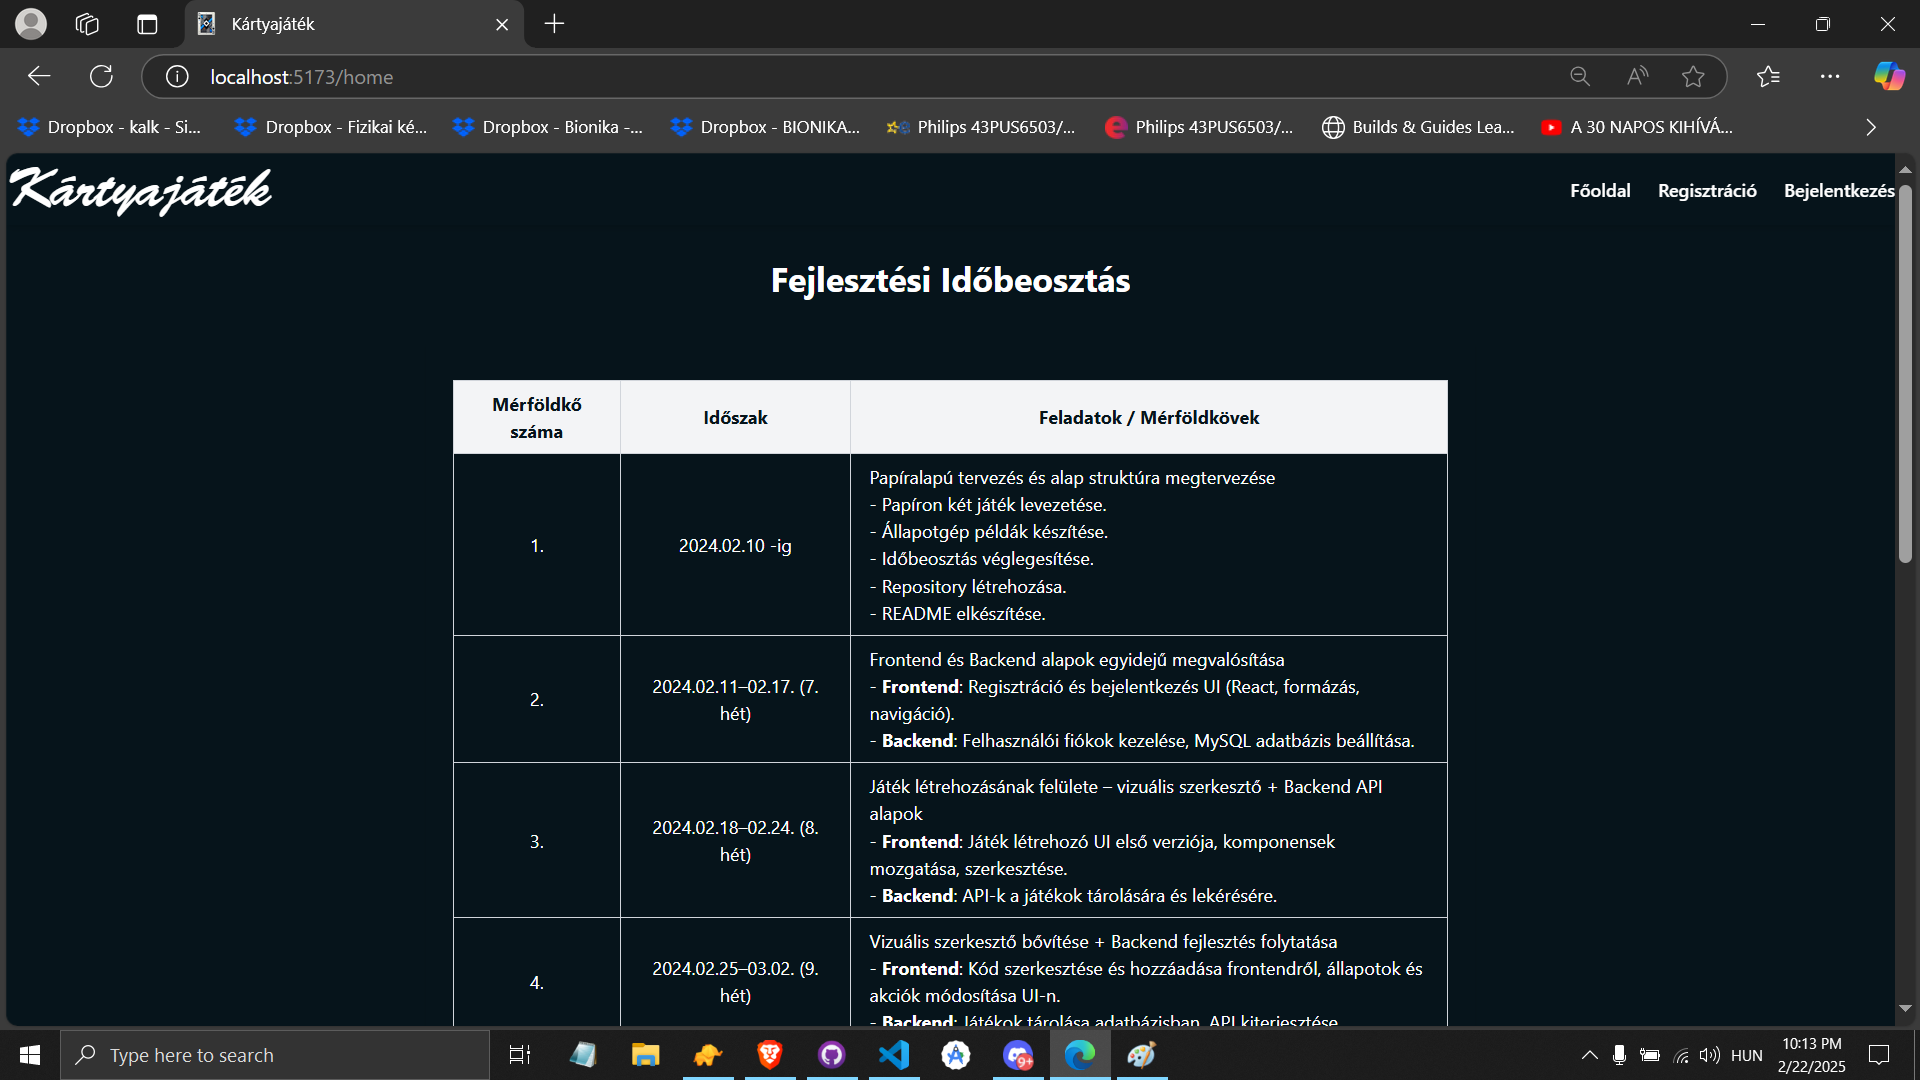 Kártyajáték
localhost:5173/home
Dropbox - kalk - Si...
Dropbox - Fizikai ké...
Dropbox - Bionika -...
Dropbox - BIONIKA...
Philips 43PUS6503/...
Philips 43PUS6503/...
Builds & Guides Lea...
A 30 NAPOS KIHÍVÁ...
Kártyajáték
Főoldal
Regisztráció
Bejelentkezés
Fejlesztési Időbeosztás
Mérföldkő
száma
Időszak
Feladatok / Mérföldkövek
1.
2024.02.10 -ig
Papíralapú tervezés és alap struktúra megtervezése
- Papíron két játék levezetése.
- Állapotgép példák készítése.
- Időbeosztás véglegesítése.
- Repository létrehozása.
- README elkészítése.
2.
2024.02.11–02.17. (7.
hét)
Frontend és Backend alapok egyidejű megvalósítása
- Frontend: Regisztráció és bejelentkezés UI (React, formázás,
navigáció).
- Backend: Felhasználói fiókok kezelése, MySQL adatbázis beállítása.
3.
2024.02.18–02.24. (8.
hét)
Játék létrehozásának felülete – vizuális szerkesztő + Backend API
alapok
- Frontend: Játék létrehozó UI első verziója, komponensek
mozgatása, szerkesztése.
- Backend: API-k a játékok tárolására és lekérésére.
4.
2024.02.25–03.02. (9.
hét)
Vizuális szerkesztő bővítése + Backend fejlesztés folytatása
- Frontend: Kód szerkesztése és hozzáadása frontendről, állapotok és
akciók módosítása UI-n.
- Backend: Játékok tárolása adatbázisban, API kiterjesztése
Type here to search
9+
HUN
10:13 PM
2/22/2025